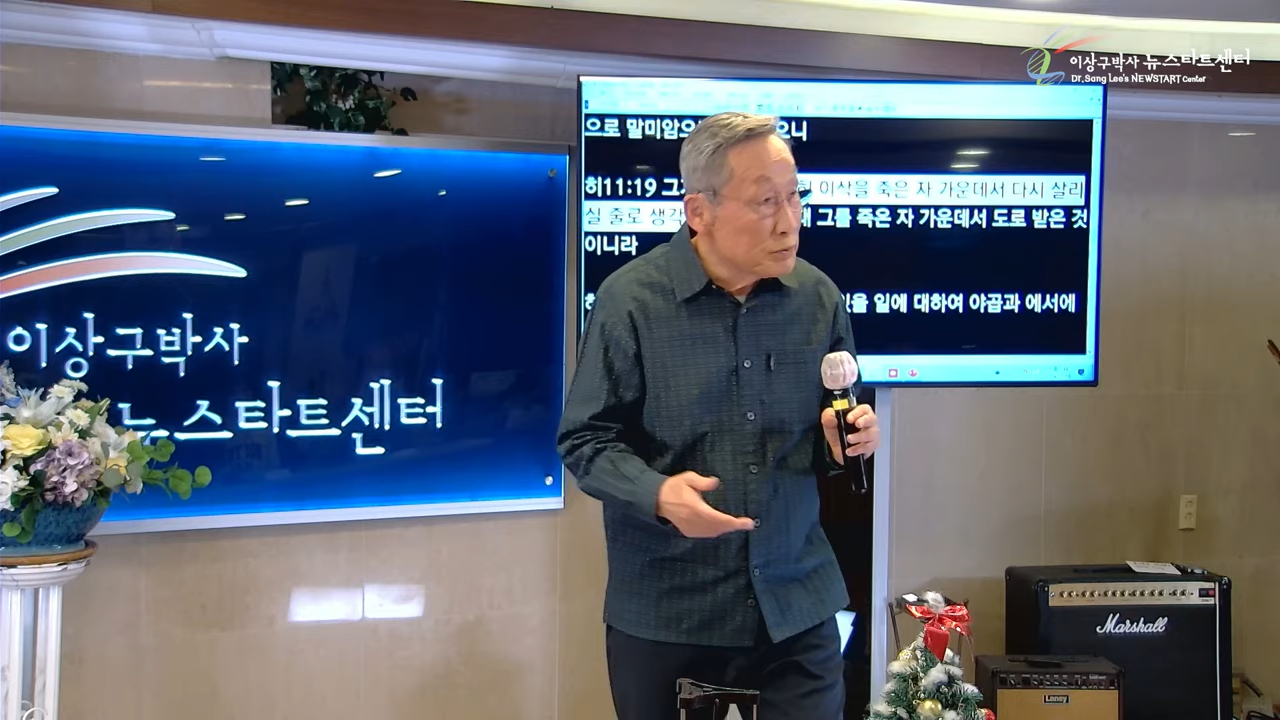 이상구박사 뉴스타트센터
Dr. Sang Lee's NEWSTART Center
으로 말미암으
히11:19 그가 이삭을 죽은 자 가운데서 다시 살리
실 줄로 생각 그를 죽은 자 가운데서 도로 받은 것
이니라
일에 대하여 야곱과 에서에
이상구박사
뉴스타트센터
Marshall
Laney